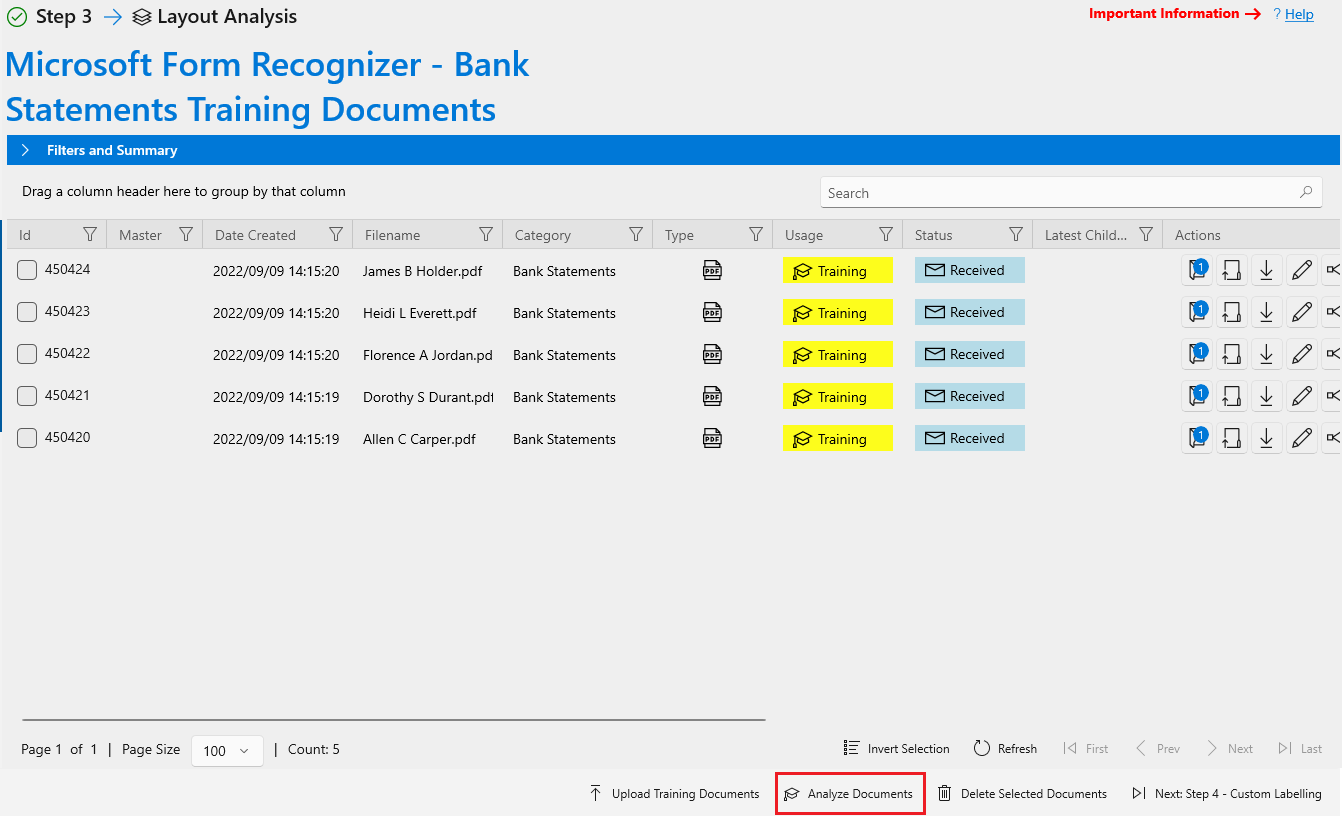 Step 3 → Layout Analysis
Important Information → ? Help
Microsoft Form Recognizer - Bank
Statements Training Documents
Filters and Summary
Drag a column header here to group by that column
Search
Id Master Date Created Filename Category Type Usage Status Latest Child... Actions
450424 2022/09/09 14:15:20 James B Holder.pdf Bank Statements PDF Training Received 1
450423 2022/09/09 14:15:20 Heidi L Everett.pdf Bank Statements PDF Training Received 1
450422 2022/09/09 14:15:20 Florence A Jordan.pd Bank Statements PDF Training Received 1
450421 2022/09/09 14:15:19 Dorothy S Durant.pdf Bank Statements PDF Training Received 1
450420 2022/09/09 14:15:19 Allen C Carper.pdf Bank Statements PDF Training Received 1
Page 1 of 1 | Page Size 100 | Count: 5 Invert Selection Refresh First Prev Next Last
Upload Training Documents Analyze Documents Delete Selected Documents Next: Step 4 - Custom Labelling